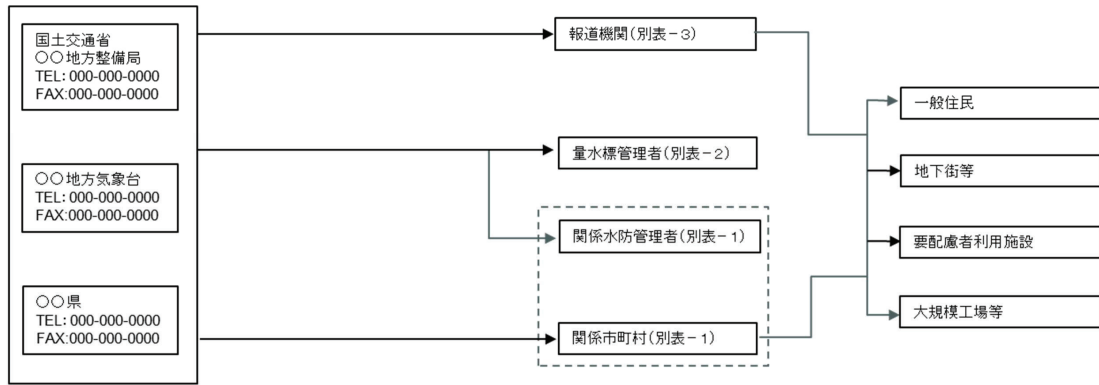 国土交通省
○○地方整備局
TEL:000-000-0000
FAX:000-000-0000
○○地方気象台
TEL:000-000-0000
FAX:000-000-0000
○○県
TEL:000-000-0000
FAX:000-000-0000
報道機関(別表-3)
量水標管理者(別表-2)
関係水防管理者(別表-1)
関係市町村(別表-1)
一般住民
地下街等
要配慮者利用施設
大規模工場等